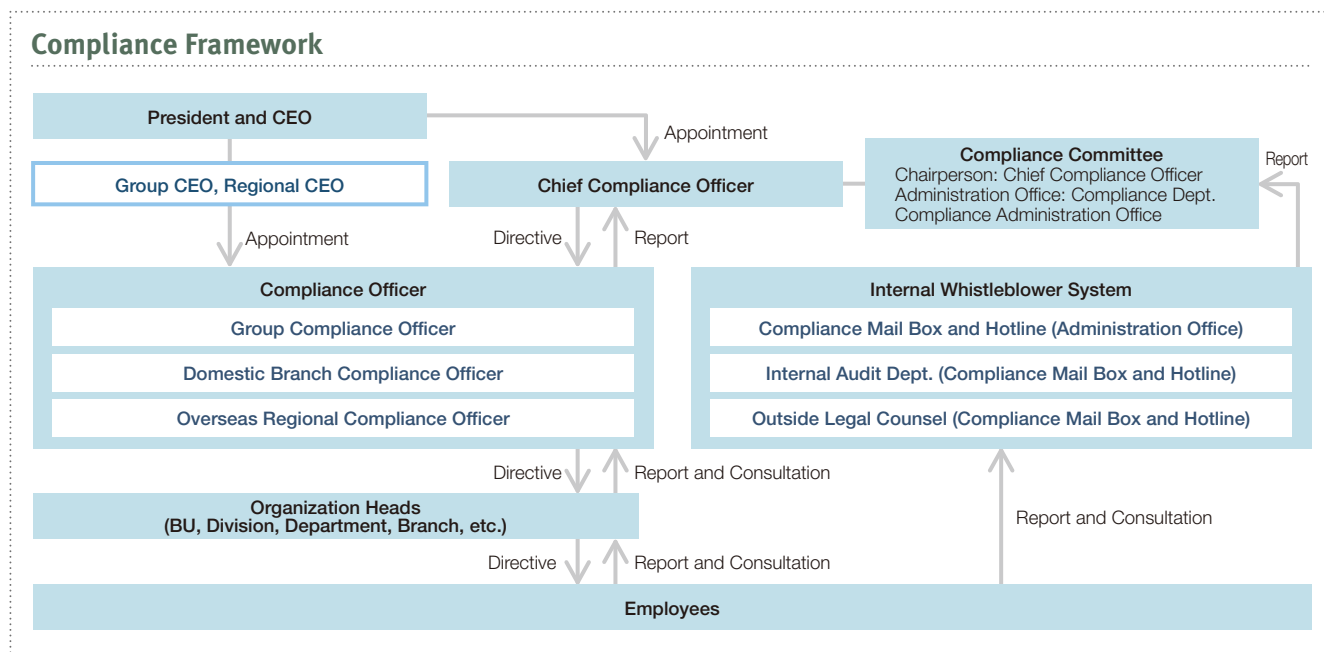 Compliance Framework
President and CEO
Appointment
Group CEO, Regional CEO
Chief Compliance Officer
Compliance Committee
Chairperson: Chief Compliance Officer
Administration Office: Compliance Dept.
Compliance Administration Office
Report
Appointment
Directive
Report
Compliance Officer
Group Compliance Officer
Domestic Branch Compliance Officer
Overseas Regional Compliance Officer
Internal Whistleblower System
Compliance Mail Box and Hotline (Administration Office)
Internal Audit Dept. (Compliance Mail Box and Hotline)
Outside Legal Counsel (Compliance Mail Box and Hotline)
Directive
Report and Consultation
Organization Heads
(BU, Division, Department, Branch, etc.)
Report and Consultation
Directive
Report and Consultation
Employees